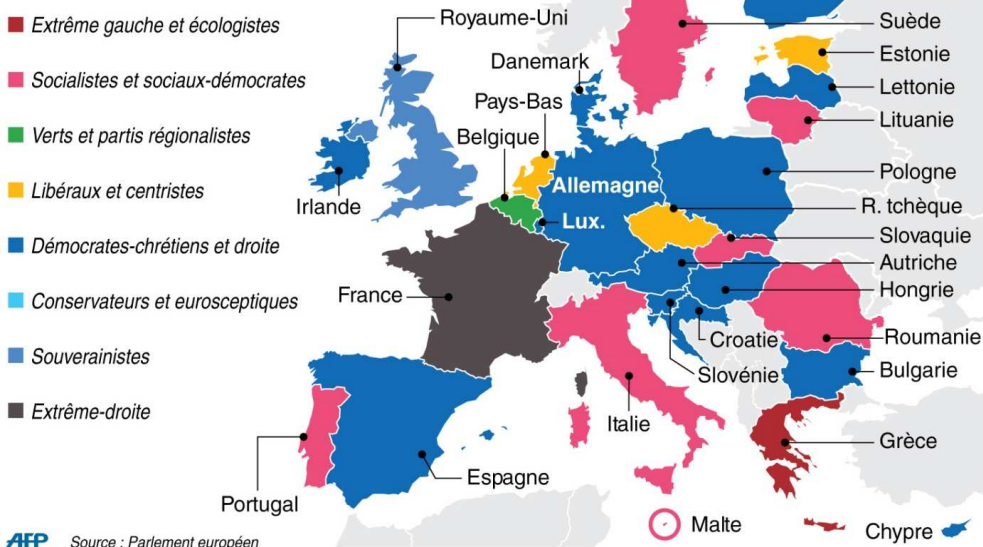 Extrême gauche et écologistes
Socialistes et sociaux-démocrates
Verts et partis régionalistes
Libéraux et centristes
Démocrates-chrétiens et droite
Conservateurs et eurosceptiques
Souverainistes
Extrême-droite
Royaume-Uni
Danemark
Pays-Bas
Belgique
Irlande
Allemagne
Lux.
France
Portugal
Espagne
Italie
Slovénie
Croatie
Suède
Estonie
Lettonie
Lituanie
Pologne
R. tchèque
Slovaquie
Autriche
Hongrie
Roumanie
Bulgarie
Grèce
Malte
Chypre
AFP Source : Parlement européen